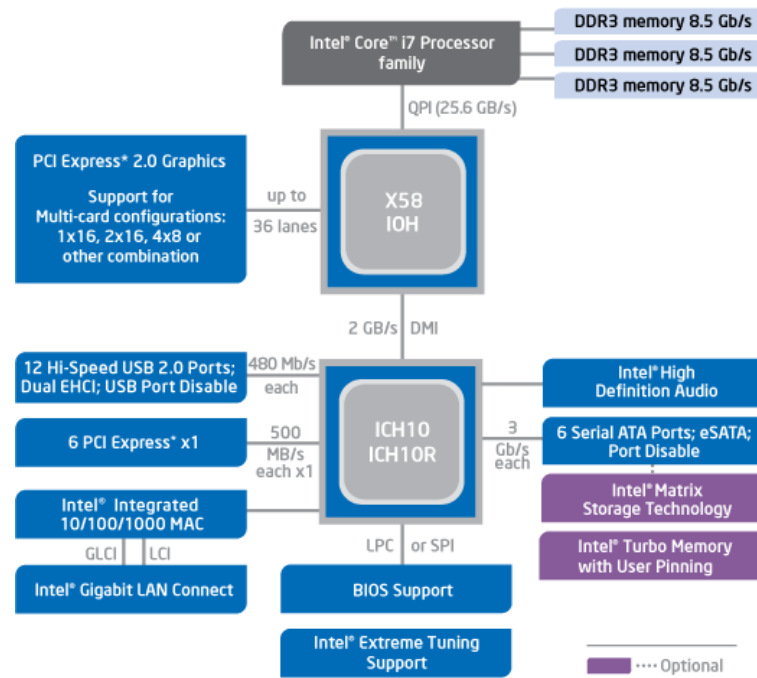 Intel® Core™ i7 Processor
family
DDR3 memory 8.5 Gb/s
DDR3 memory 8.5 Gb/s
DDR3 memory 8.5 Gb/s
QPI (25.6 GB/s)
PCI Express* 2.0 Graphics
Support for
Multi-card configurations:
1x16, 2x16, 4x8 or
other combination
up to
36 lanes
X58
IOH
2 GB/s DMI
12 Hi-Speed USB 2.0 Ports;
Dual EHCI; USB Port Disable
480 Mb/s
each
6 PCI Express* x1
500
MB/s
each x1
Intel® Integrated
10/100/1000 MAC
GLCI LCI
Intel® Gigabit LAN Connect
ICH10
ICH10R
Intel® High
Definition Audio
3
Gb/s
each
6 Serial ATA Ports; eSATA;
Port Disable
Intel® Matrix
Storage Technology
Intel® Turbo Memory
with User Pinning
LPC or SPI
BIOS Support
Intel® Extreme Tuning
Support
Optional